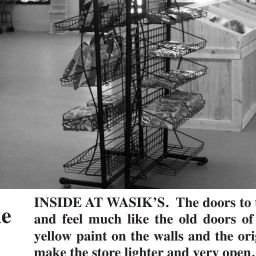 INSIDE AT WASIK'S. The doors to
and feel much like the old doors of
yellow paint on the walls and the
make the store lighter and very open.